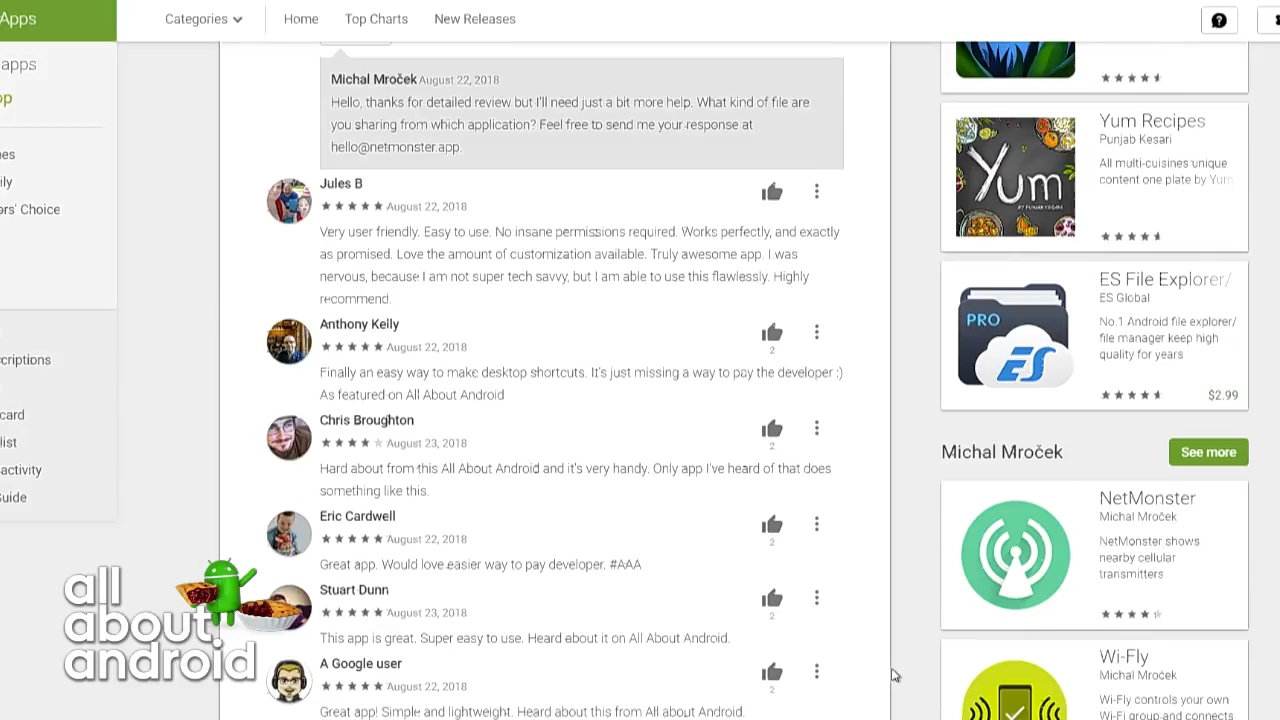 Apps
Categories
Home
Top Charts
New Releases
apps
op
es
ily
ors' Choice
criptions
card
list
activity
Guide
Michal Mroček August 22, 2018
Hello, thanks for detailed review but I'll need just a bit more help. What kind of file are
you sharing from which application? Feel free to send me your response at
hello@netmonster.app.
Jules B
August 22, 2018
Very user friendly. Easy to use. No insane permissions required. Works perfectly, and exactly
as promised. Love the amount of customization available. Truly awesome app. I was
nervous, because I am not super tech savvy, but I am able to use this flawlessly. Highly
recommend.
Anthony Kelly
August 22, 2018
2
Finally an easy way to make desktop shortcuts. It's just missing a way to pay the developer :)
As featured on All About Android
Chris Broughton
August 23, 2018
2
Hard about from this All About Android and it's very handy. Only app I've heard of that does
something like this.
Eric Cardwell
August 22, 2018
2
Great app. Would love easier way to pay developer. #AAA
Stuart Dunn
August 23, 2018
2
This app is great. Super easy to use. Heard about it on All About Android.
A Google user
August 22, 2018
2
Great app! Simple and lightweight. Heard about this from All about Android.
Yum Recipes
Punjab Kesari
All multi-cuisines unique
content one plate by Yum
Yum
BY PUNJAB KESARI
ES File Explorer/
ES Global
No.1 Android file explorer/
file manager keep high
quality for years
$2.99
PRO
ES
Michal Mroček
See more
NetMonster
Michal Mroček
NetMonster shows
nearby cellular
transmitters
Wi-Fly
Michal Mroček
Wi-Fly controls your own
Wi-Fi group and connects
all
about
android